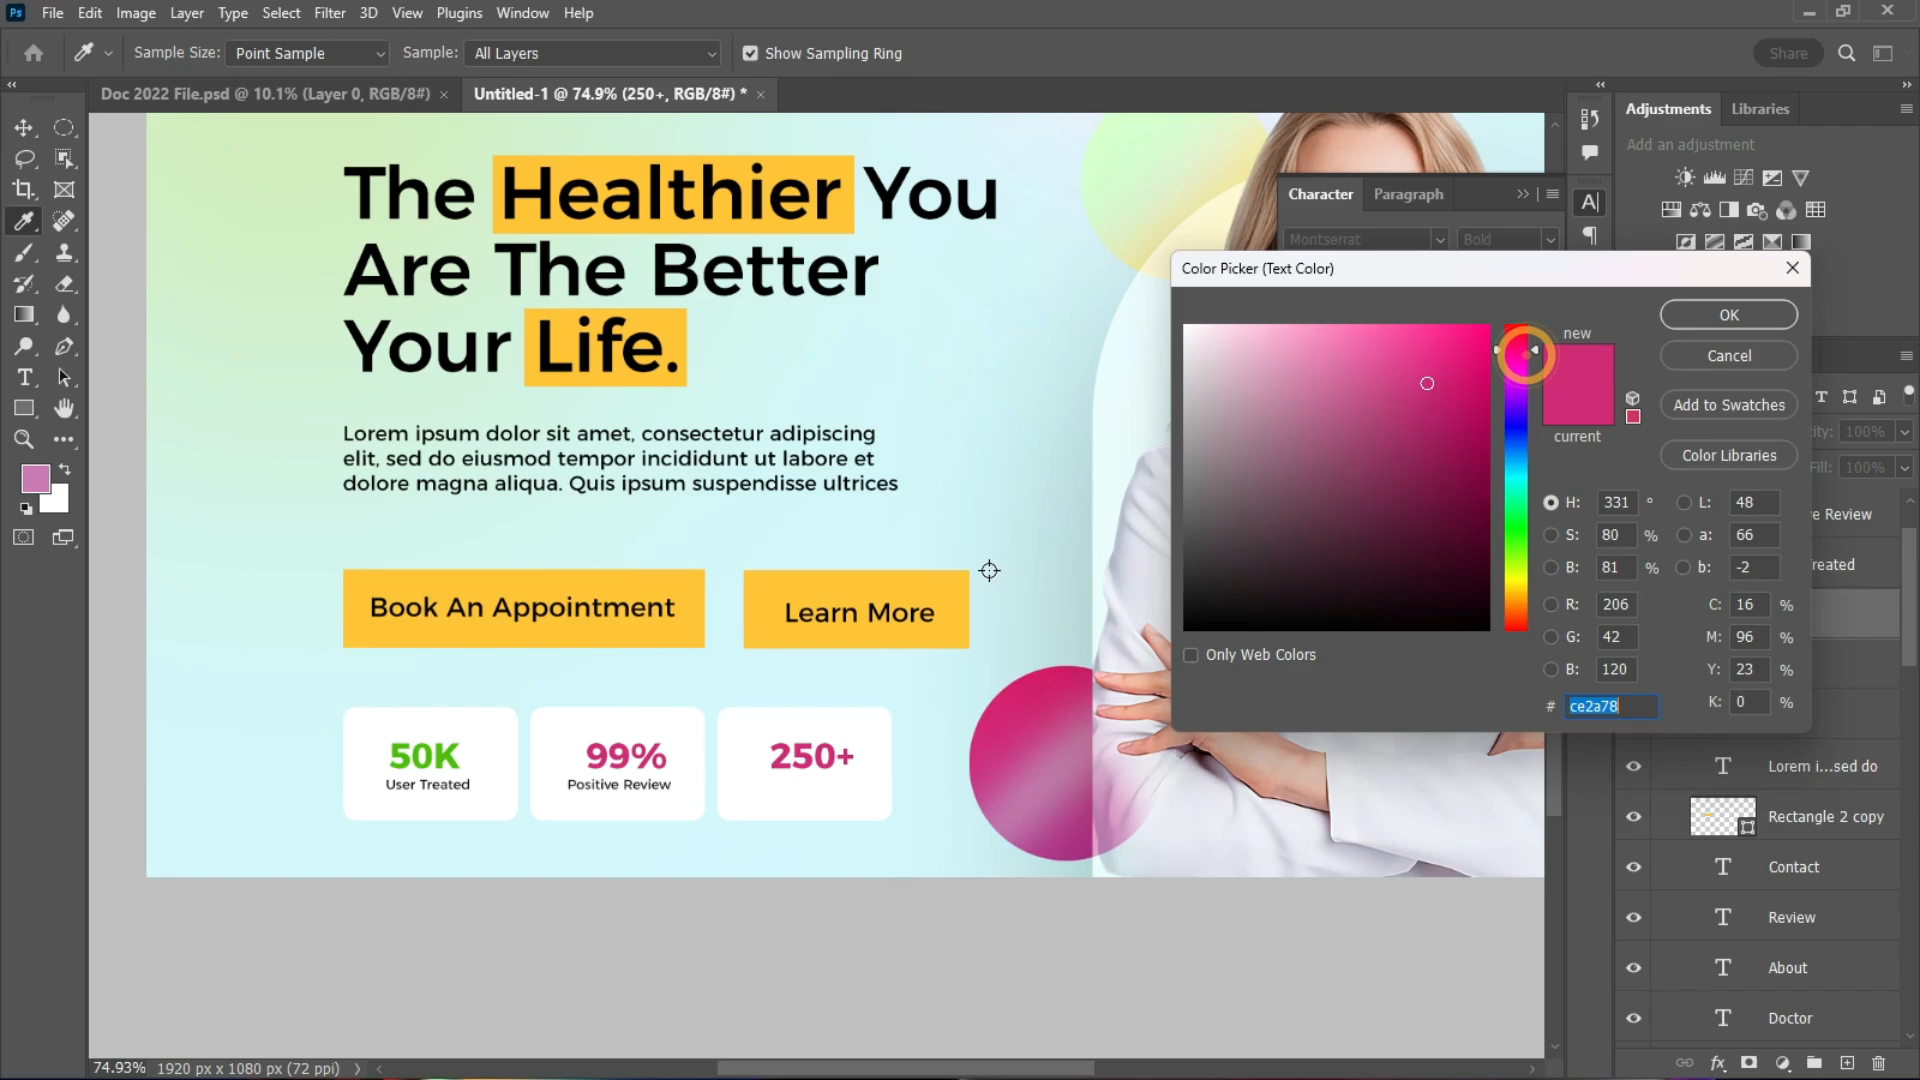 Ps File Edit Image Layer Type Select Filter 3D View Plugins Window Help
Sample Size: Point Sample Sample: All Layers Show Sampling Ring Share
Doc 2022 File.psd @ 10.1% (Layer 0, RGB/8#) × Untitled-1 @ 74.9% (250+, RGB/8#) * ×
Adjustments Libraries
Add an adjustment
The Healthier You
Are The Better
Your Life.
Lorem ipsum dolor sit amet, consectetur adipiscing
elit, sed do eiusmod tempor incididunt ut labore et
dolore magna aliqua. Quis ipsum suspendisse ultrices
Book An Appointment
Learn More
50K
User Treated
99%
Positive Review
250+
Character Paragraph
Montserrat Bold
Color Picker (Text Color)
new
current
OK
Cancel
Add to Swatches
Color Libraries
H: 331 ° L: 48
S: 80 % a: 66
B: 81 % b: -2
R: 206 C: 16 %
G: 42 M: 96 %
B: 120 Y: 23 %
# ce2a78 K: 0 %
Only Web Colors
100%
Fill: 100%
e Review
reated
Lorem i...sed do
Rectangle 2 copy
Contact
Review
About
Doctor
74.93% 1920 px x 1080 px (72 ppi)